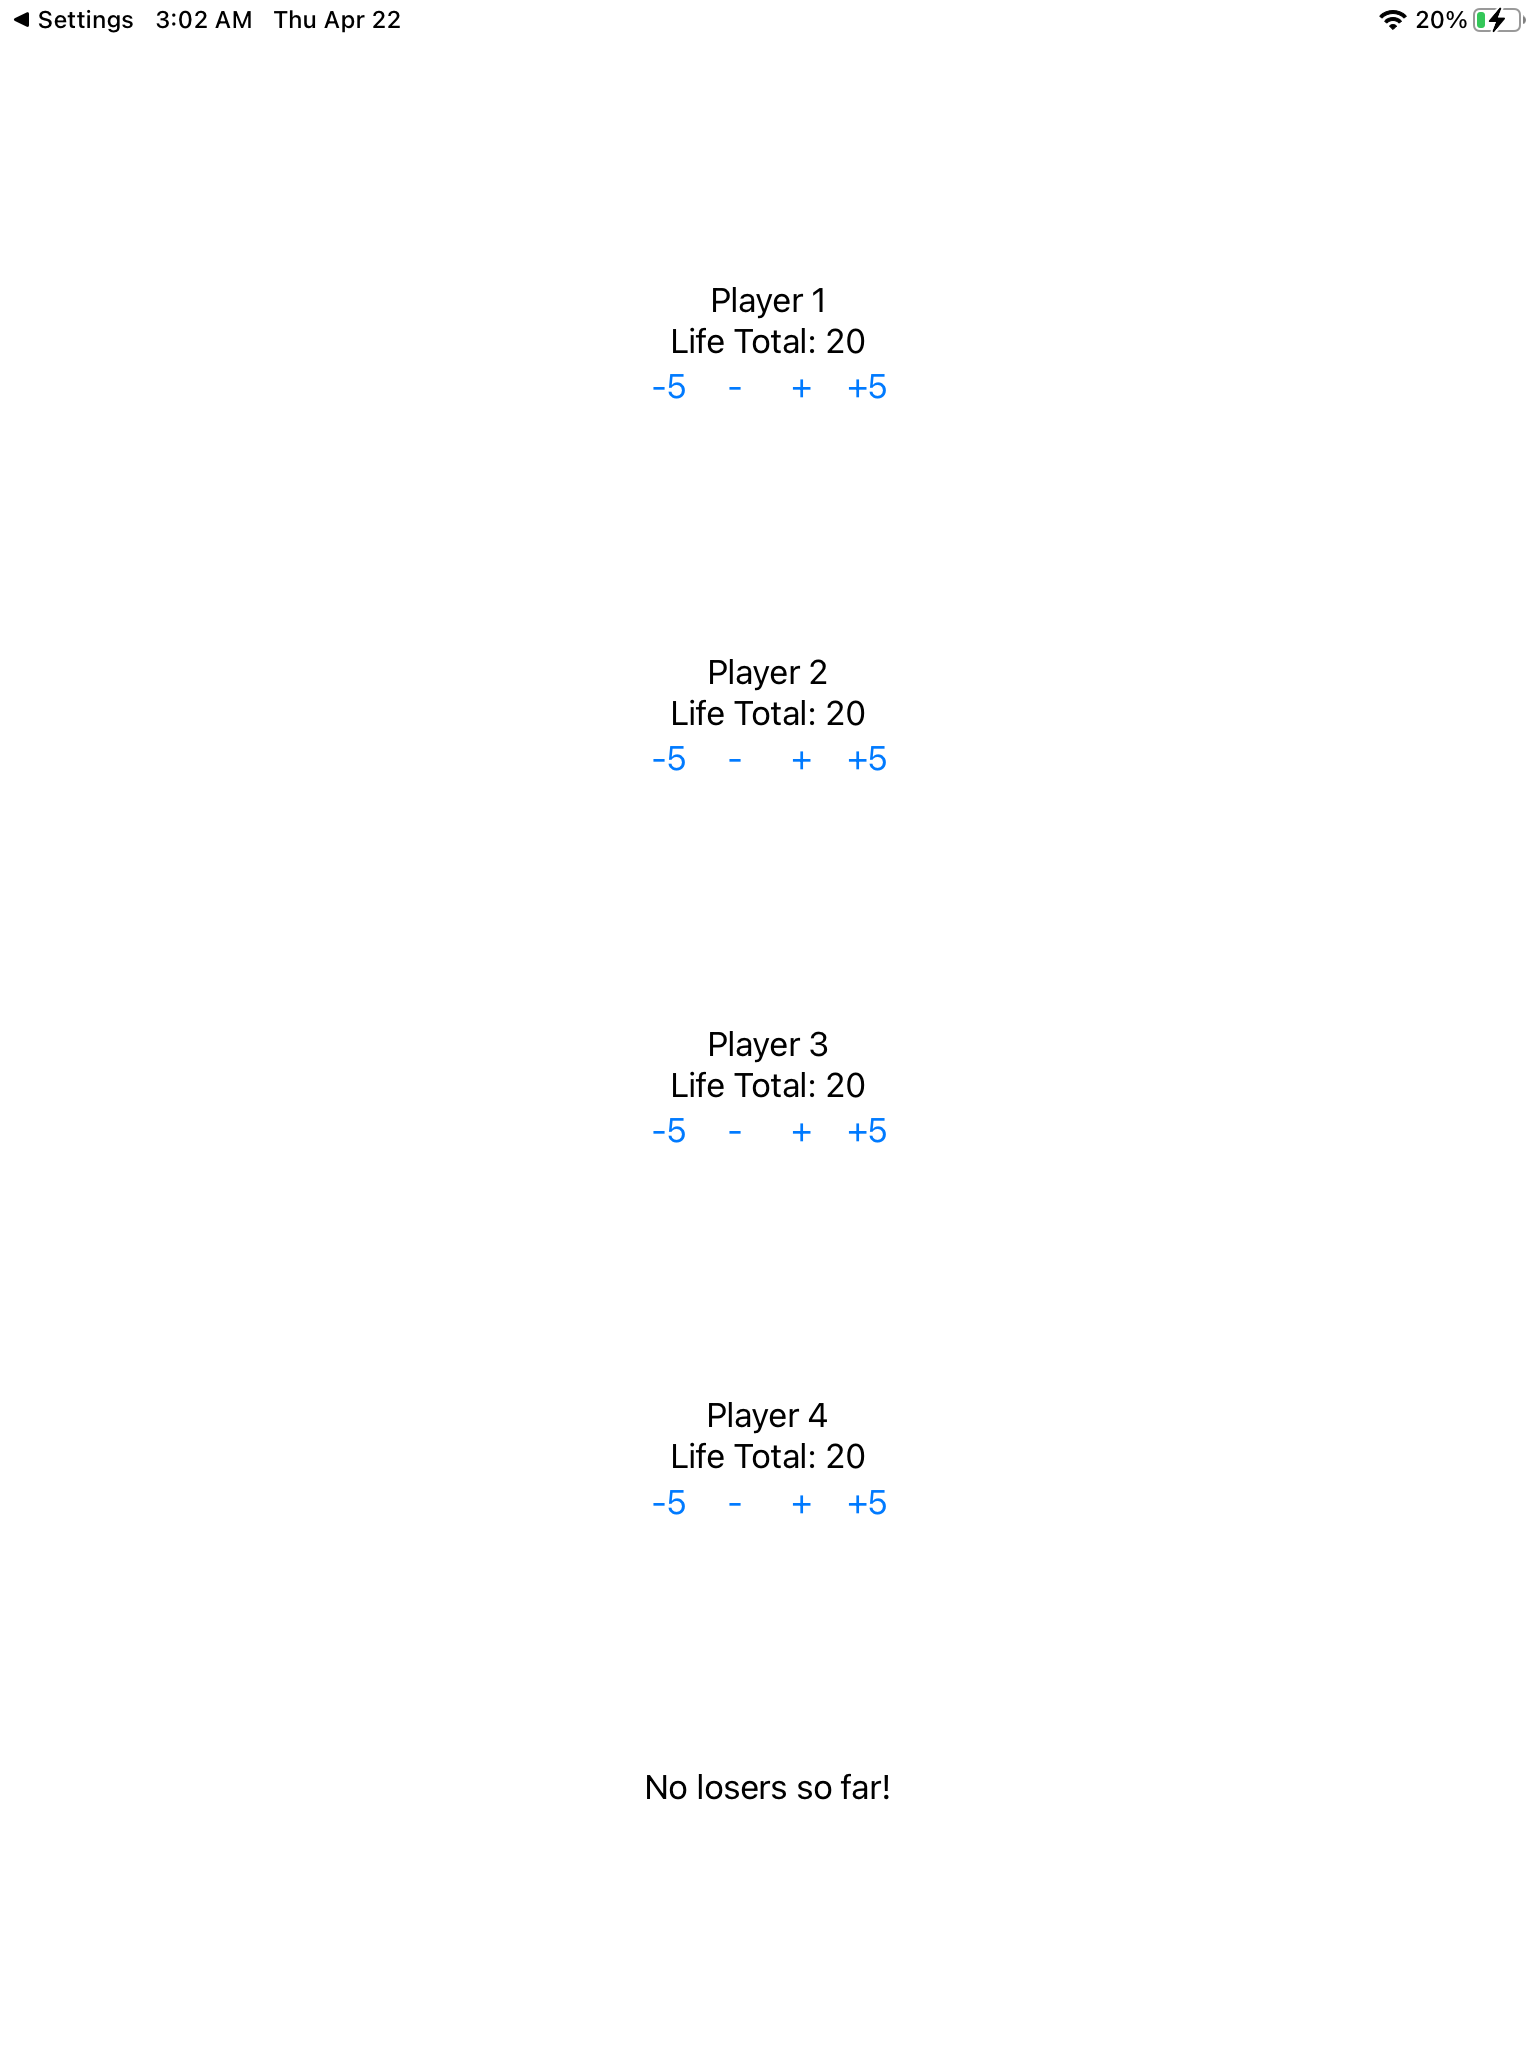 Settings 3:02 AM Thu Apr 22 20%
Player 1
Life Total: 20
-5 - + +5
Player 2
Life Total: 20
-5 - + +5
Player 3
Life Total: 20
-5 - + +5
Player 4
Life Total: 20
-5 - + +5
No losers so far!